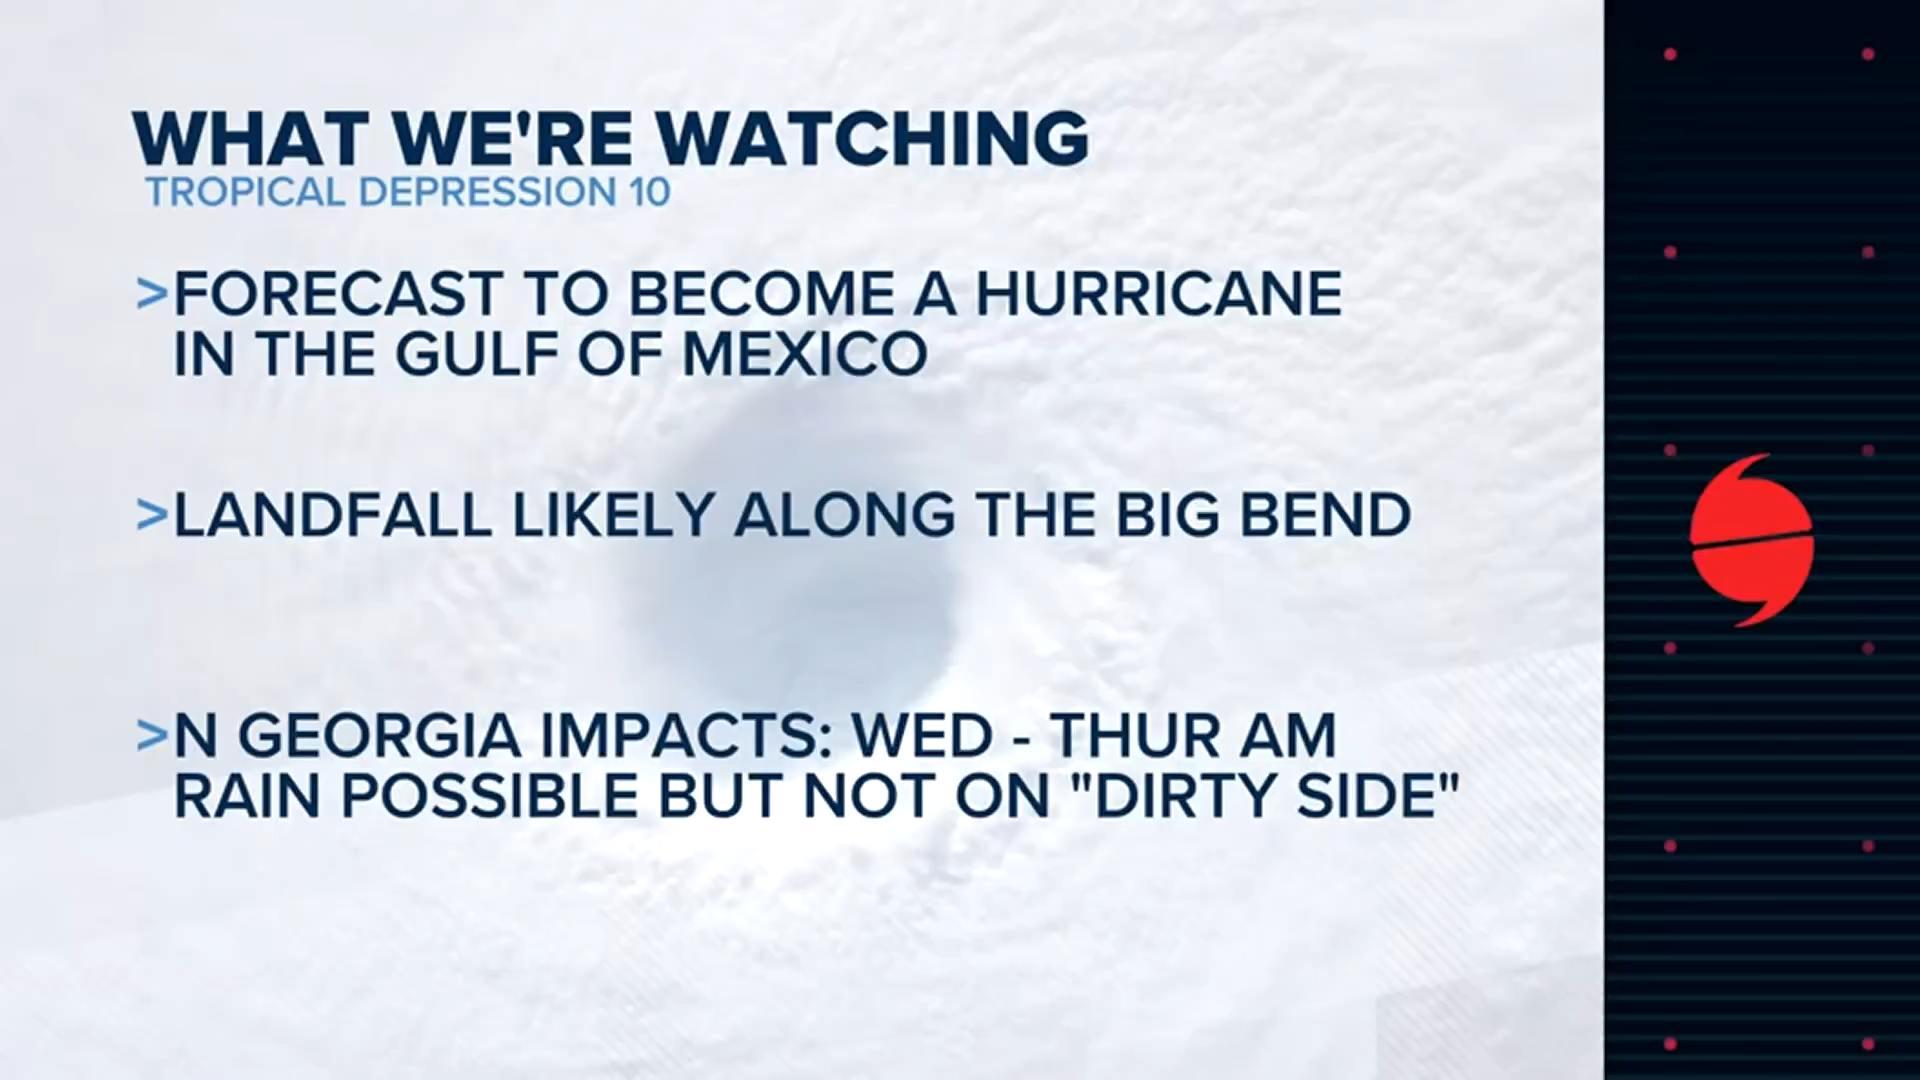 WHAT WE'RE WATCHING
TROPICAL DEPRESSION 10
>FORECAST TO BECOME A HURRICANE
IN THE GULF OF MEXICO
>LANDFALL LIKELY ALONG THE BIG BEND
>N GEORGIA IMPACTS: WED - THUR AM
RAIN POSSIBLE BUT NOT ON "DIRTY SIDE"